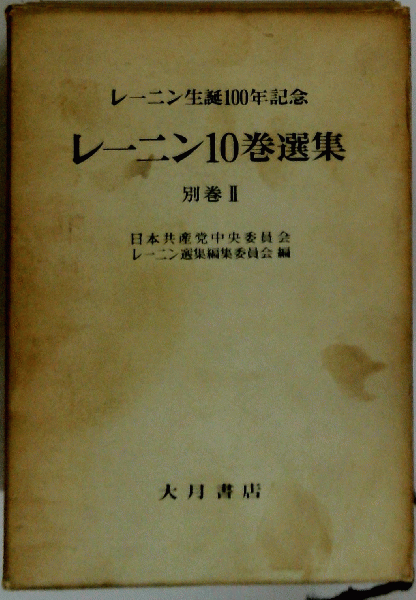 レーニン生誕100年記念
レーニン10巻選集
別巻 II
日本共産党中央委員会
レーニン選集編集委員会 編
大月書店